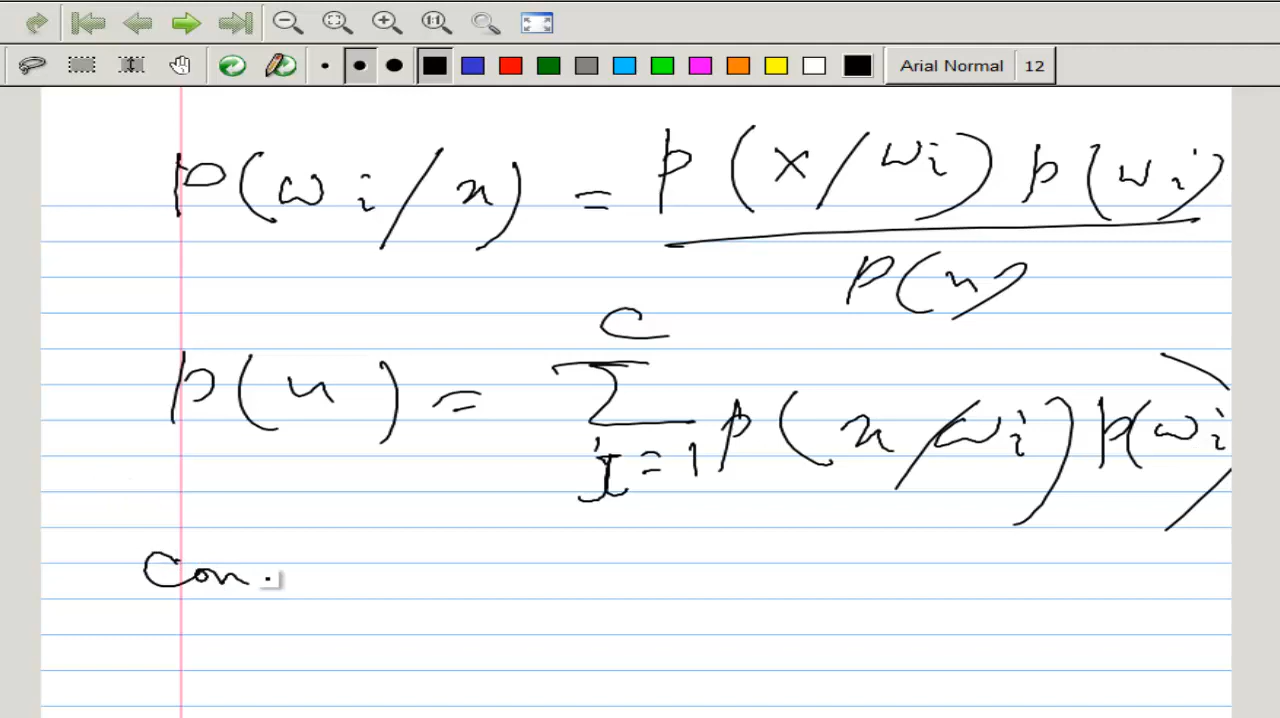 Arial Normal 12
P(ωi/x) = p(x/ωi) p(ωi)
p(x)
p(x) = C ∑ i=1 p(x/ωi) p(ωi)
Con.